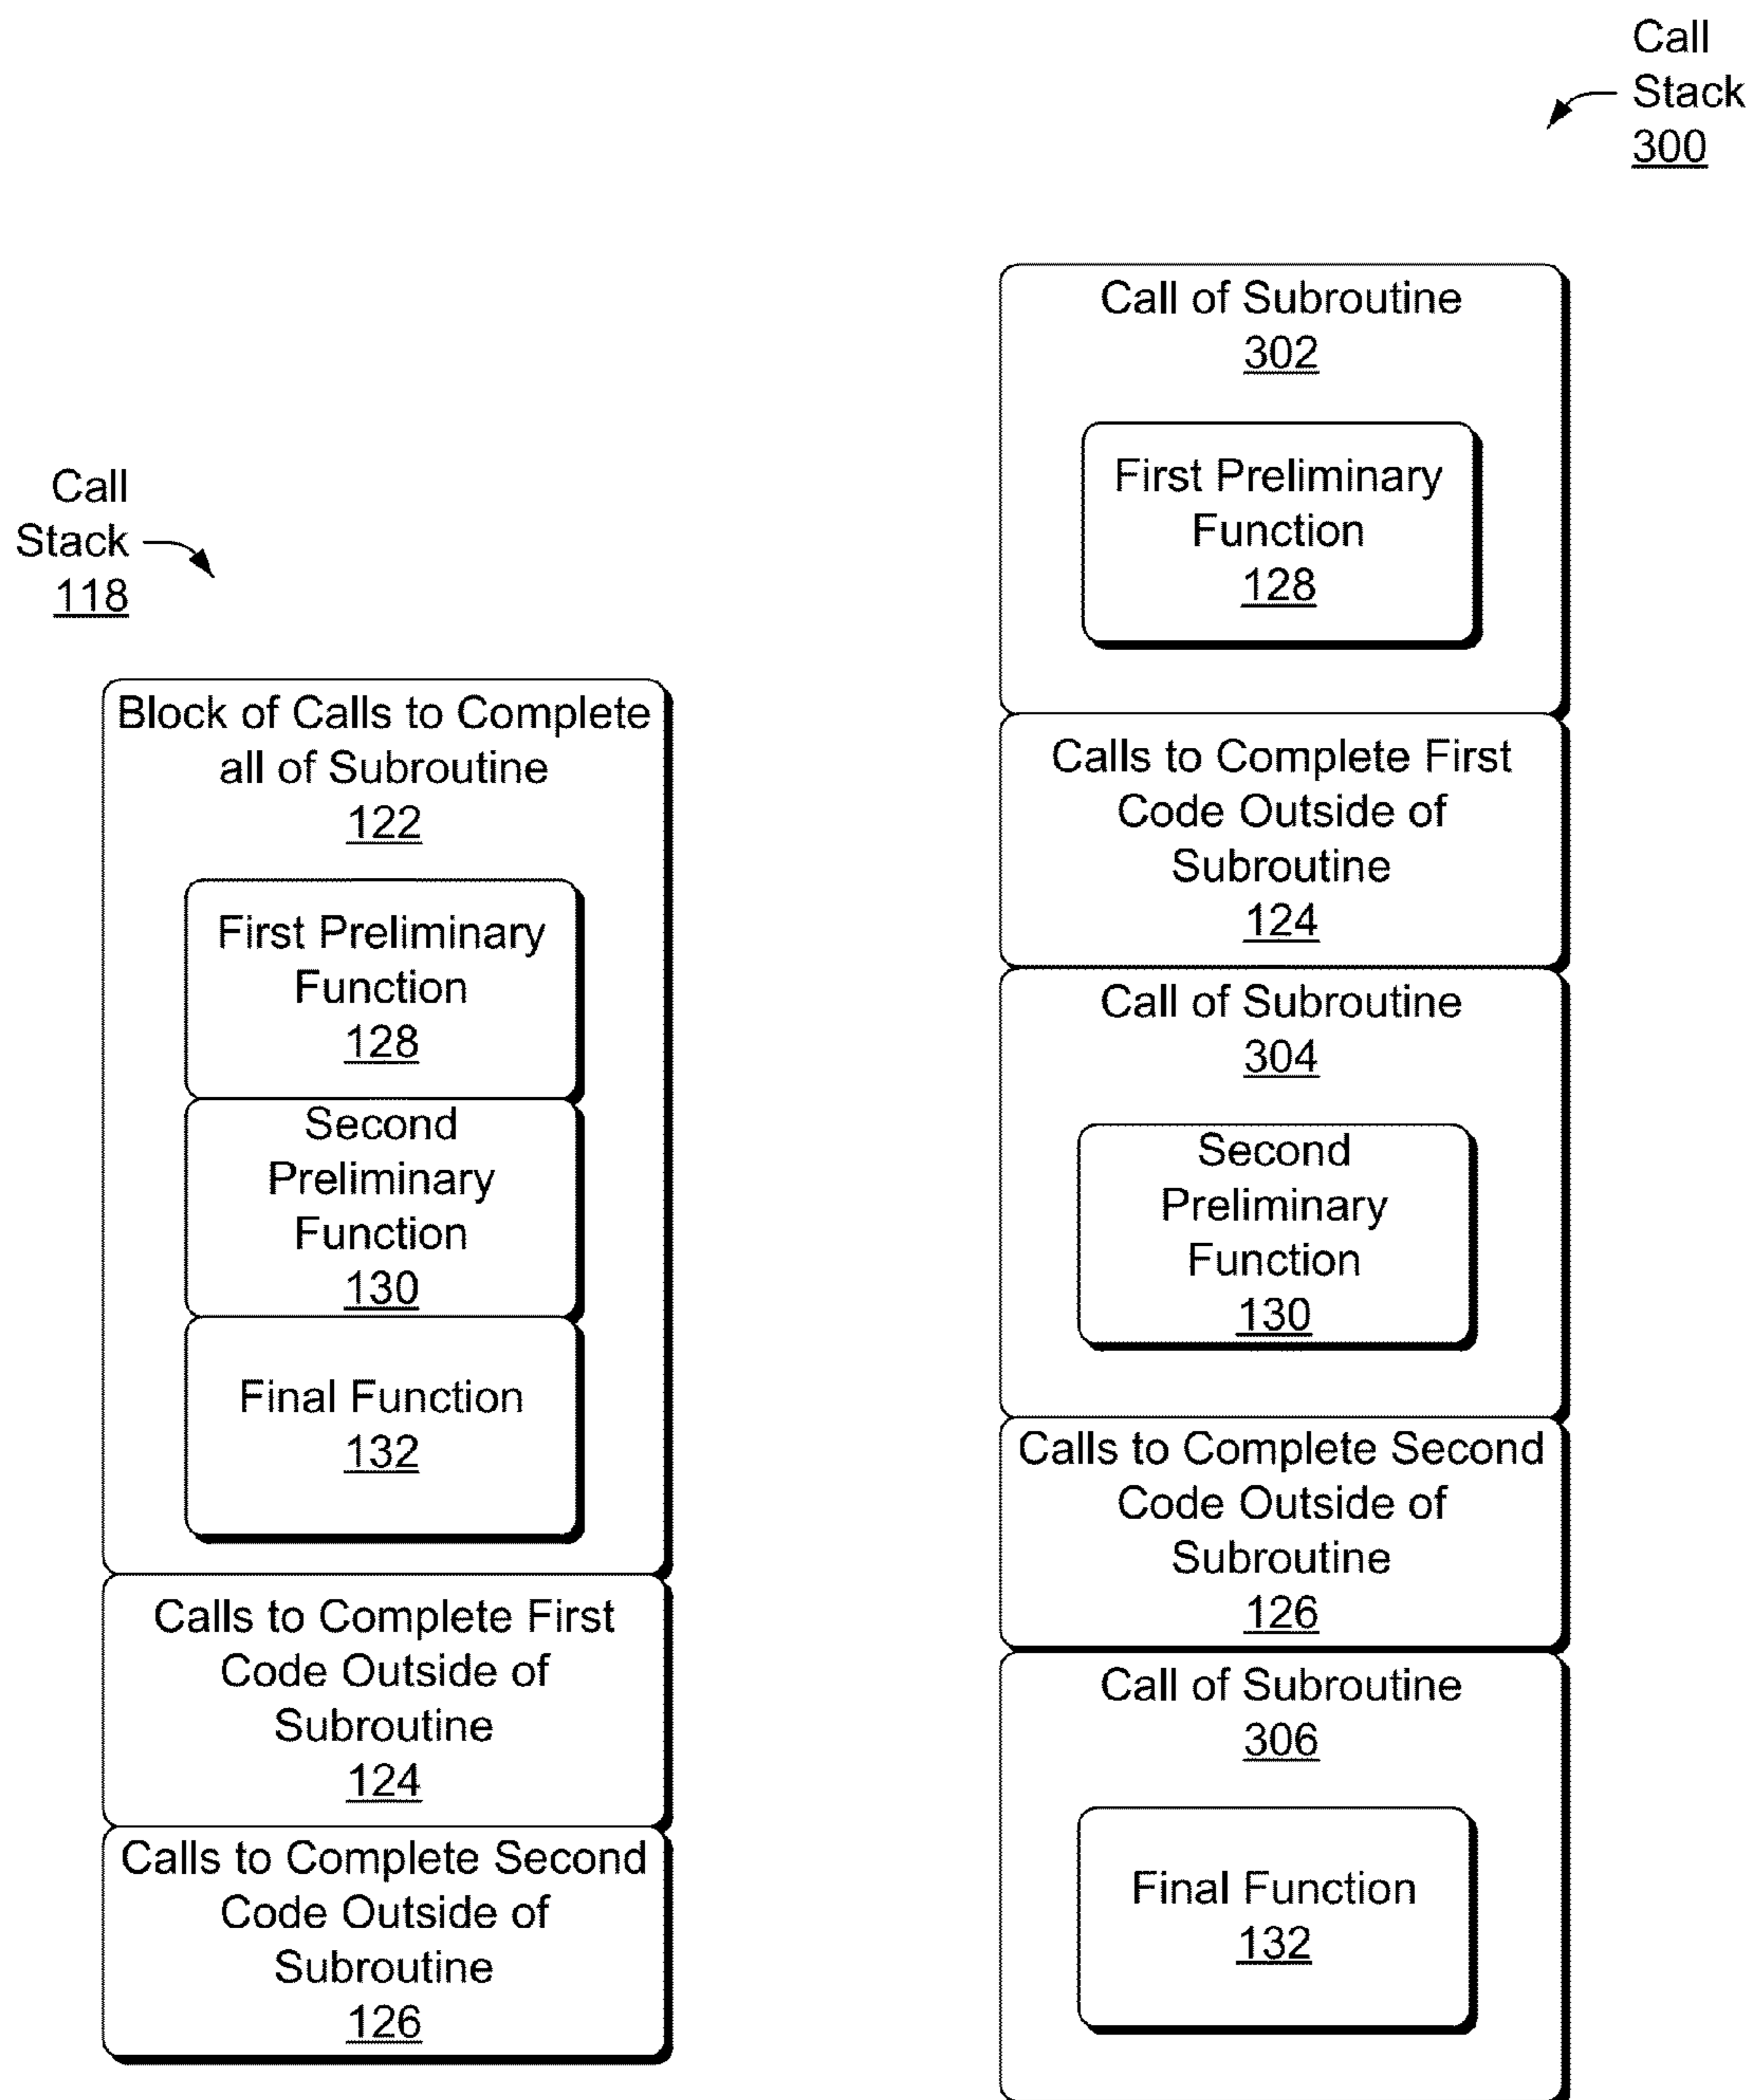 Call
Stack
118
Block of Calls to Complete
all of Subroutine
122
First Preliminary
Function
128
Second
Preliminary
Function
130
Final Function
132
Calls to Complete First
Code Outside of
Subroutine
124
Calls to Complete Second
Code Outside of
Subroutine
126
Call
Stack
300
Call of Subroutine
302
First Preliminary
Function
128
Calls to Complete First
Code Outside of
Subroutine
124
Call of Subroutine
304
Second
Preliminary
Function
130
Calls to Complete Second
Code Outside of
Subroutine
126
Call of Subroutine
306
Final Function
132